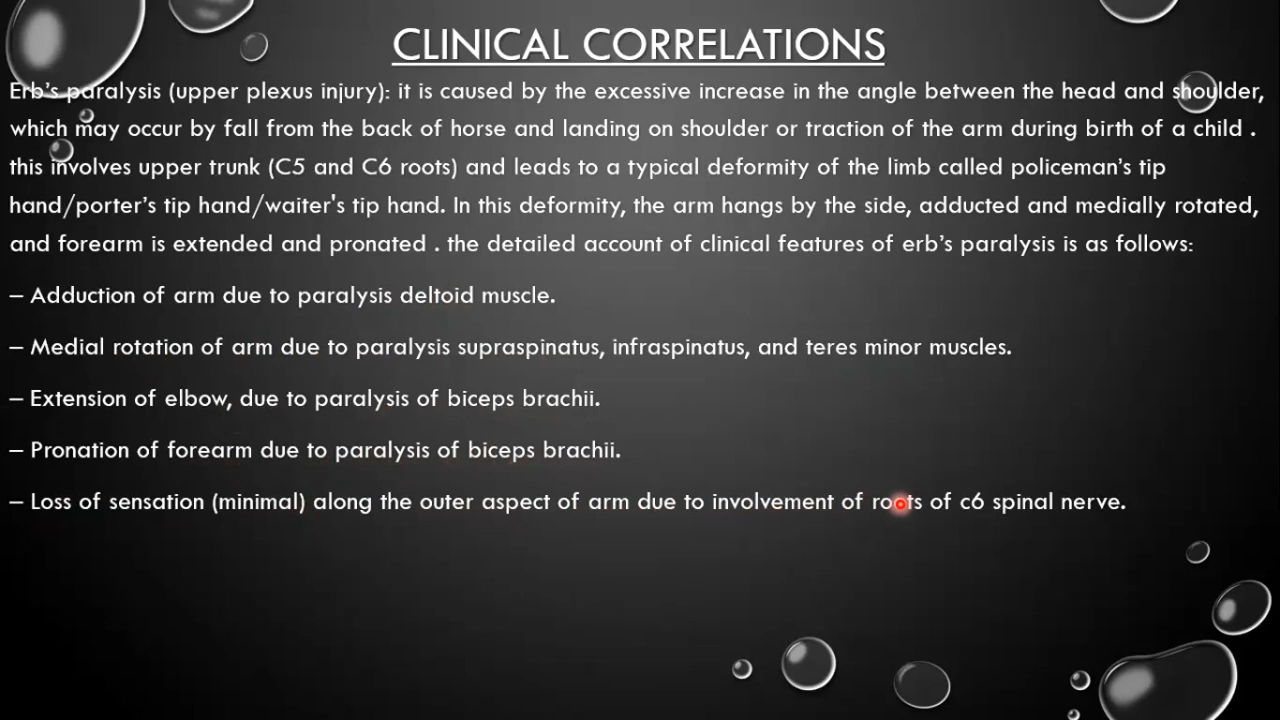 CLINICAL CORRELATIONS
Erb's paralysis (upper plexus injury): it is caused by the excessive increase in the angle between the head and shoulder,
which may occur by fall from the back of horse and landing on shoulder or traction of the arm during birth of a child .
this involves upper trunk (C5 and C6 roots) and leads to a typical deformity of the limb called policeman's tip
hand/porter's tip hand/waiter's tip hand. In this deformity, the arm hangs by the side, adducted and medially rotated,
and forearm is extended and pronated . the detailed account of clinical features of erb's paralysis is as follows:
– Adduction of arm due to paralysis deltoid muscle.
– Medial rotation of arm due to paralysis supraspinatus, infraspinatus, and teres minor muscles.
– Extension of elbow, due to paralysis of biceps brachii.
– Pronation of forearm due to paralysis of biceps brachii.
– Loss of sensation (minimal) along the outer aspect of arm due to involvement of roots of c6 spinal nerve.